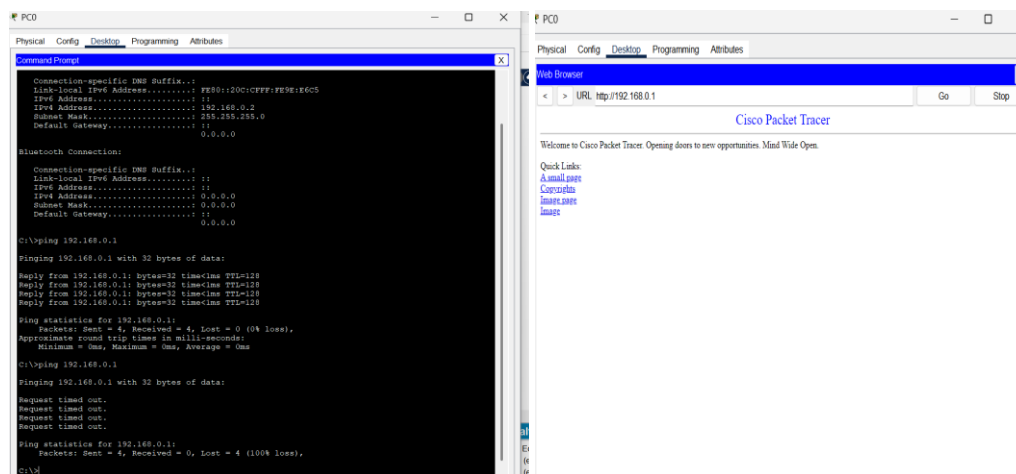 PC0
Physical Config Desktop Programming Attributes
Command Prompt
X
Connection-specific DNS Suffix..:
Link-local IPv6 Address.........: FE80::20C:CFFF:FE9E:E6C5
IPv6 Address....................: ::
IPv4 Address....................: 192.168.0.2
Subnet Mask.....................: 255.255.255.0
Default Gateway.................: ::
0.0.0.0
Bluetooth Connection:
Connection-specific DNS Suffix..:
Link-local IPv6 Address.........: ::
IPv6 Address....................: ::
IPv4 Address....................: 0.0.0.0
Subnet Mask.....................: 0.0.0.0
Default Gateway.................: ::
0.0.0.0
C:\>ping 192.168.0.1
Pinging 192.168.0.1 with 32 bytes of data:
Reply from 192.168.0.1: bytes=32 time<1ms TTL=128
Reply from 192.168.0.1: bytes=32 time<1ms TTL=128
Reply from 192.168.0.1: bytes=32 time<1ms TTL=128
Reply from 192.168.0.1: bytes=32 time<1ms TTL=128
Ping statistics for 192.168.0.1:
Packets: Sent = 4, Received = 4, Lost = 0 (0% loss),
Approximate round trip times in milli-seconds:
Minimum = 0ms, Maximum = 0ms, Average = 0ms
C:\>ping 192.168.0.1
Pinging 192.168.0.1 with 32 bytes of data:
Request timed out.
Request timed out.
Request timed out.
Request timed out.
Ping statistics for 192.168.0.1:
Packets: Sent = 4, Received = 0, Lost = 4 (100% loss),
C:\>
PC0
Physical Config Desktop Programming Attributes
Web Browser
< > URL http://192.168.0.1 Go Stop
Cisco Packet Tracer
Welcome to Cisco Packet Tracer. Opening doors to new opportunities. Mind Wide Open.
Quick Links:
A small page
Copyrights
Image page
Image